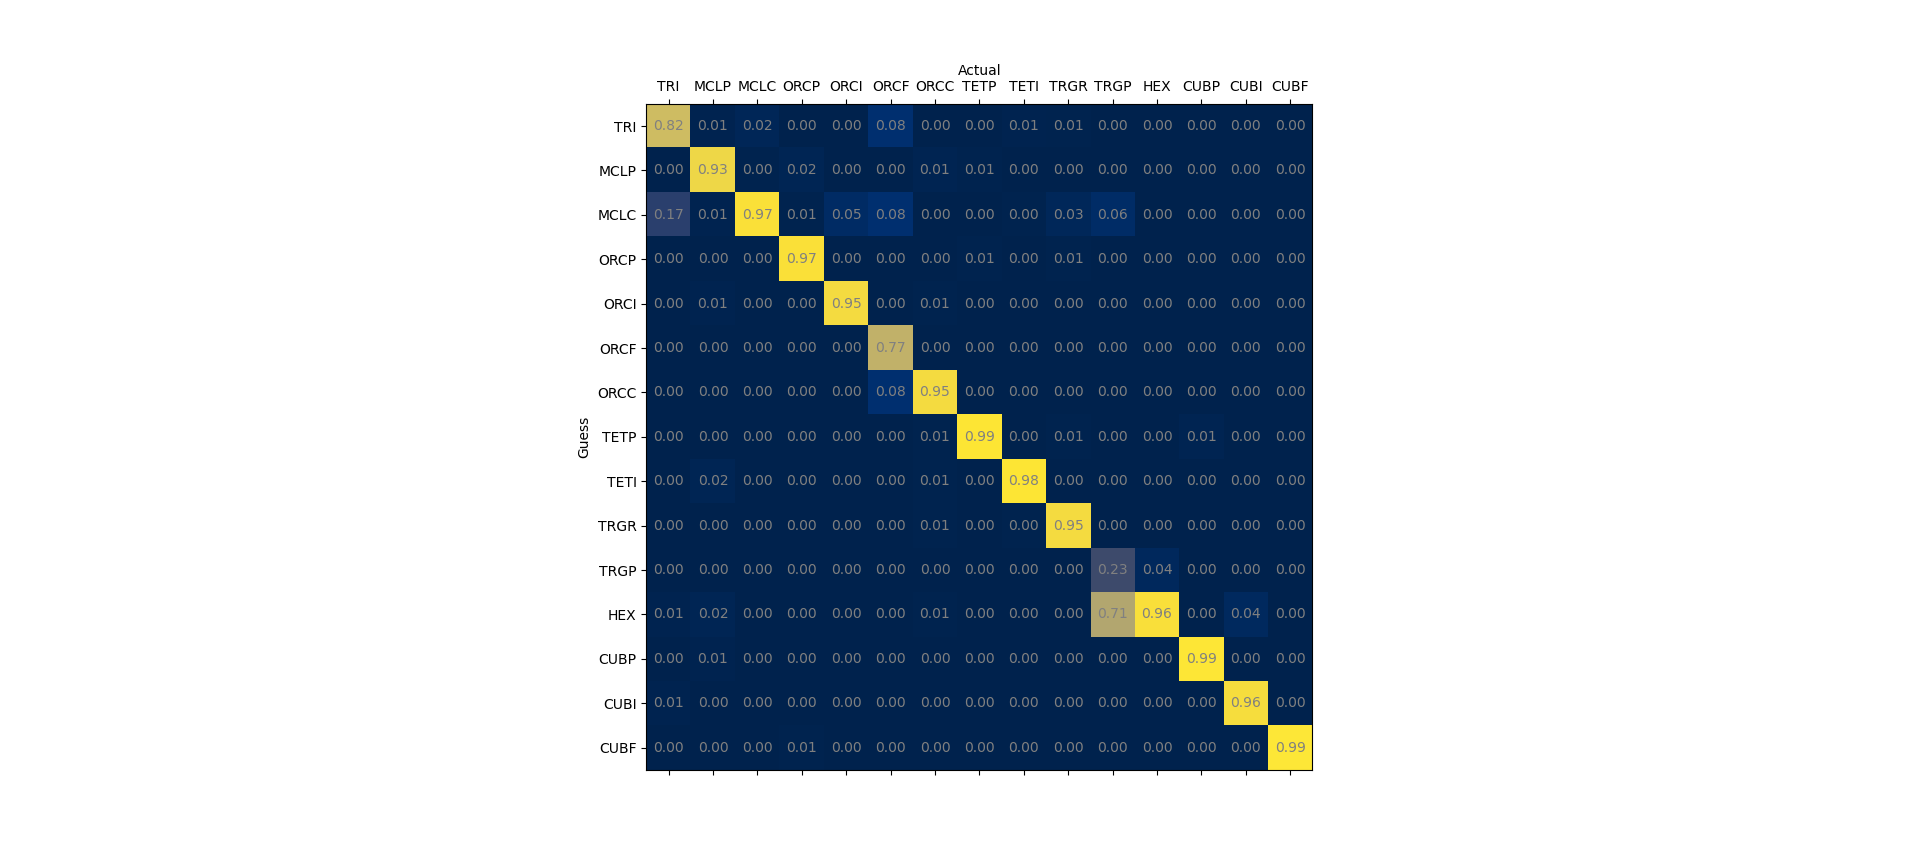 Actual
TRI MCLP MCLC ORCP ORCI ORCF ORCC TETP TETI TRGR TRGP HEX CUBP CUBI CUBF
TRI 0.82 0.01 0.02 0.00 0.00 0.08 0.00 0.00 0.01 0.01 0.00 0.00 0.00 0.00 0.00
MCLP 0.00 0.93 0.00 0.02 0.00 0.00 0.01 0.01 0.00 0.00 0.00 0.00 0.00 0.00 0.00
MCLC 0.17 0.01 0.97 0.01 0.05 0.08 0.00 0.00 0.00 0.03 0.06 0.00 0.00 0.00 0.00
ORCP 0.00 0.00 0.00 0.97 0.00 0.00 0.00 0.01 0.00 0.01 0.00 0.00 0.00 0.00 0.00
ORCI 0.00 0.01 0.00 0.00 0.95 0.00 0.01 0.00 0.00 0.00 0.00 0.00 0.00 0.00 0.00
ORCF 0.00 0.00 0.00 0.00 0.00 0.77 0.00 0.00 0.00 0.00 0.00 0.00 0.00 0.00 0.00
ORCC 0.00 0.00 0.00 0.00 0.00 0.08 0.95 0.00 0.00 0.00 0.00 0.00 0.00 0.00 0.00
Guess
TETP 0.00 0.00 0.00 0.00 0.00 0.00 0.01 0.99 0.00 0.01 0.00 0.00 0.01 0.00 0.00
TETI 0.00 0.02 0.00 0.00 0.00 0.00 0.01 0.00 0.98 0.00 0.00 0.00 0.00 0.00 0.00
TRGR 0.00 0.00 0.00 0.00 0.00 0.00 0.01 0.00 0.00 0.95 0.00 0.00 0.00 0.00 0.00
TRGP 0.00 0.00 0.00 0.00 0.00 0.00 0.00 0.00 0.00 0.00 0.23 0.04 0.00 0.00 0.00
HEX 0.01 0.02 0.00 0.00 0.00 0.00 0.01 0.00 0.00 0.00 0.71 0.96 0.00 0.04 0.00
CUBP 0.00 0.01 0.00 0.00 0.00 0.00 0.00 0.00 0.00 0.00 0.00 0.00 0.99 0.00 0.00
CUBI 0.01 0.00 0.00 0.00 0.00 0.00 0.00 0.00 0.00 0.00 0.00 0.00 0.00 0.96 0.00
CUBF 0.00 0.00 0.00 0.01 0.00 0.00 0.00 0.00 0.00 0.00 0.00 0.00 0.00 0.00 0.99